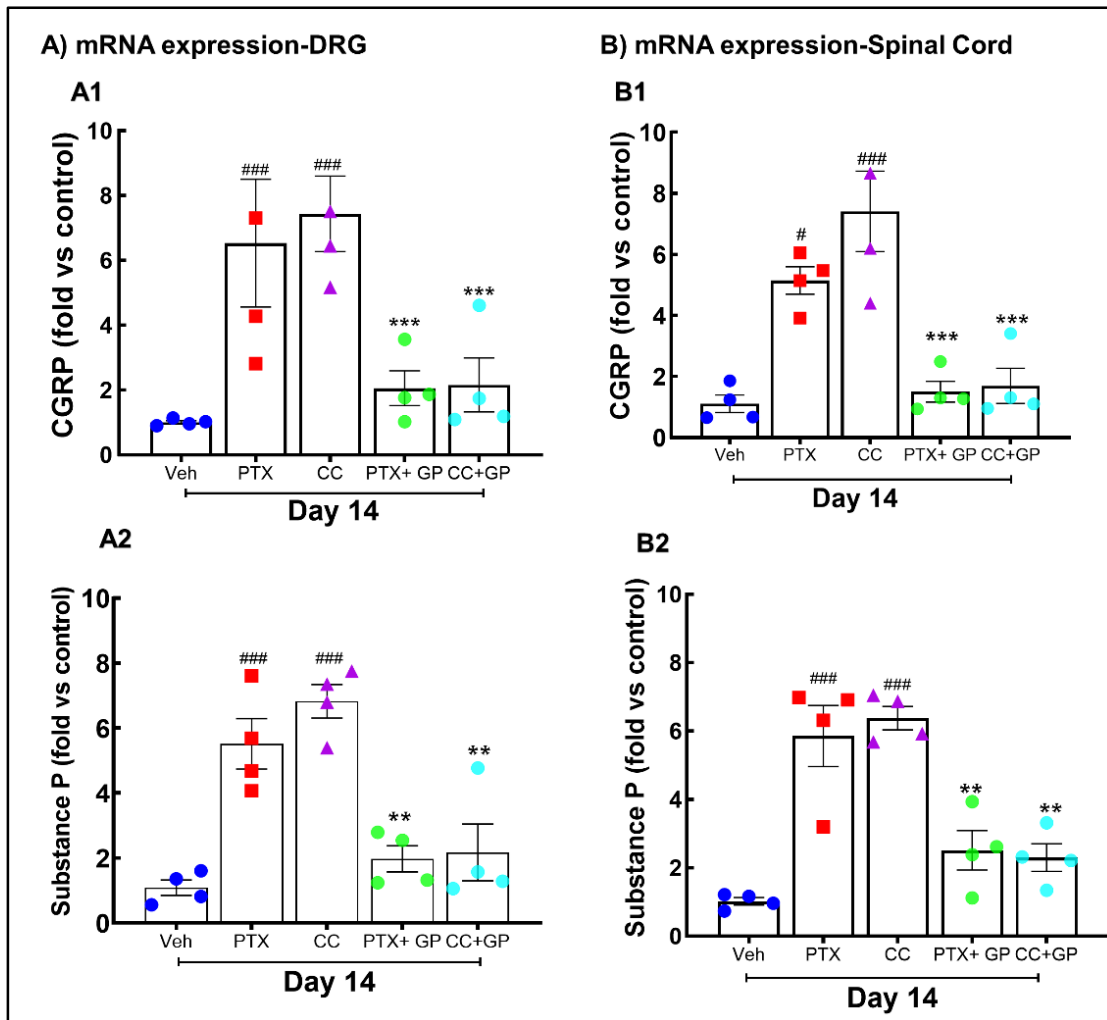 A) mRNA expression-DRG
B) mRNA expression-Spinal Cord
A1
CGRP (fold vs control)
10
8
6
4
2
0
###
###
***
***
Veh PTX CC PTX+ GP CC+GP
Day 14
B1
CGRP (fold vs control)
10
8
6
4
2
0
#
###
***
***
Veh PTX CC PTX+ GP CC+GP
Day 14
A2
Substance P (fold vs control)
10
8
6
4
2
0
###
###
**
**
Veh PTX CC PTX+ GP CC+GP
Day 14
B2
Substance P (fold vs control)
10
8
6
4
2
0
###
###
**
**
Veh PTX CC PTX+ GP CC+GP
Day 14